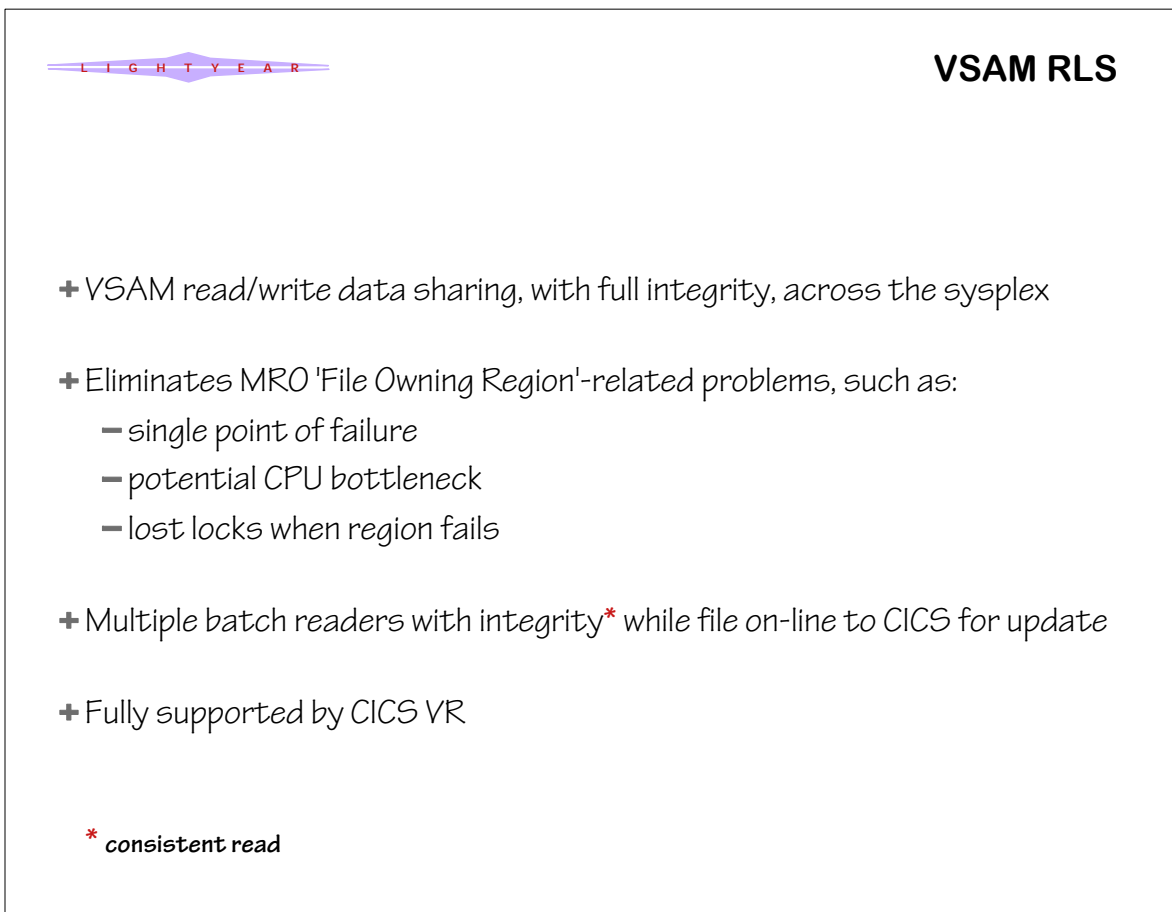 LIGHTYEAR
VSAM RLS
+ VSAM read/write data sharing, with full integrity, across the sysplex
+ Eliminates MRO 'File Owning Region'-related problems, such as:
– single point of failure
– potential CPU bottleneck
– lost locks when region fails
+ Multiple batch readers with integrity* while file on-line to CICS for update
+ Fully supported by CICS VR
* consistent read